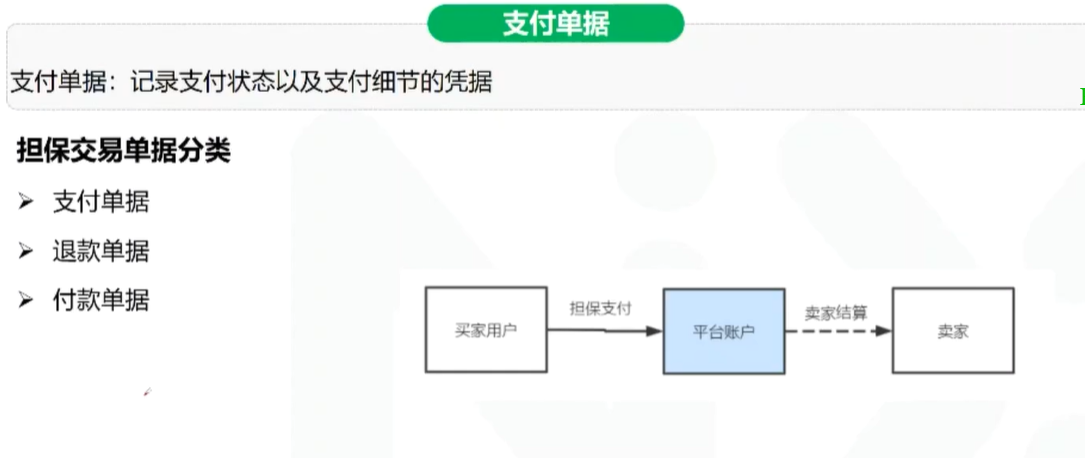 支付单据
支付单据：记录支付状态以及支付细节的凭据
担保交易单据分类
支付单据
退款单据
付款单据
买家用户
担保支付
平台账户
卖家结算
卖家